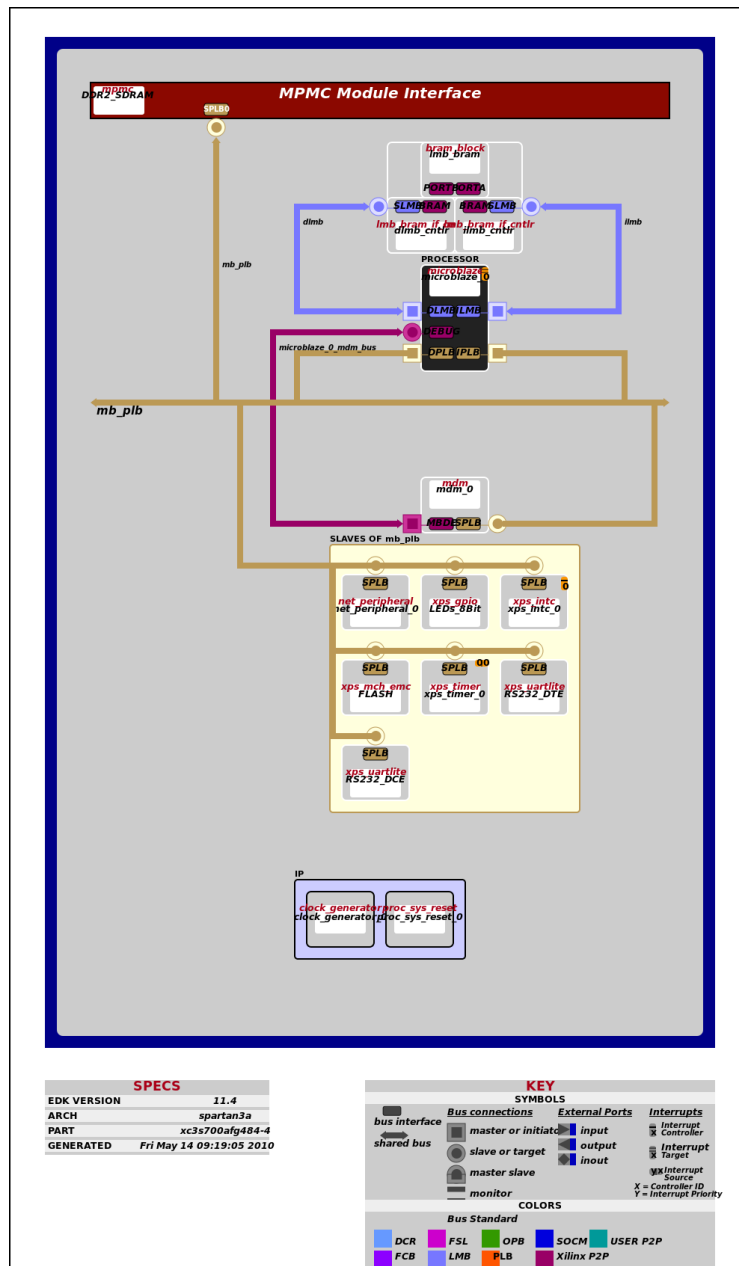 mpmc
DDR2_SDRAM
MPMC Module Interface
SPLB0
bram_block
lmb_bram
PORTB PORTA
SLMB BRAM BRAM SLMB
dlmb
ilmb
lmb_bram_if_cntlr lmb_bram_if_cntlr
dlmb_cntlr ilmb_cntlr
PROCESSOR
mb_plb
microblaze
microblaze_0
DLMB ILMB
DEBUG
microblaze_0_mdm_bus
DPLB IPLB
mb_plb
mdm
mdm_0
SPLB
SLAVES OF mb_plb
SPLB SPLB SPLB
0
net_peripheral xps_gpio xps_intc
net_peripheral_0 LEDs_8Bit xps_intc_0
SPLB SPLB SPLB
xps_mch_emc xps_timer xps_uartlite
FLASH xps_timer_0 RS232_DTE
SPLB
xps_uartlite
RS232_DCE
IP
clock_generator proc_sys_reset
proc_sys_reset_0
SPECS
EDK VERSION 11.4
ARCH spartan3a
PART xc3s700afg484-4
GENERATED Fri May 14 09:19:05 2010
KEY
SYMBOLS
bus interface
shared bus
Bus connections
master or initiator
slave or target
master slave
monitor
External Ports
input
output
inout
Interrupts
Interrupt
Controller
Interrupt
Target
Interrupt
Source
X = Controller ID
Y = Interrupt Priority
COLORS
Bus Standard
DCR FSL OPB SOCM USER P2P
FCB LMB PLB Xilinx P2P